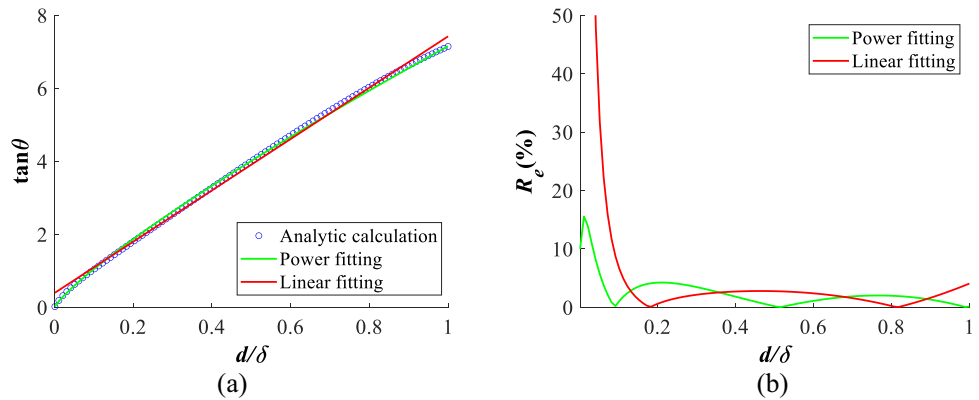 8
6
4
2
0
tanθ
0
0.2
0.4
0.6
0.8
1
d/δ
Analytic calculation
Power fitting
Linear fitting
(a)
50
40
30
20
10
0
R_e(%)
0.2
0.4
0.6
0.8
1
d/δ
Power fitting
Linear fitting
(b)